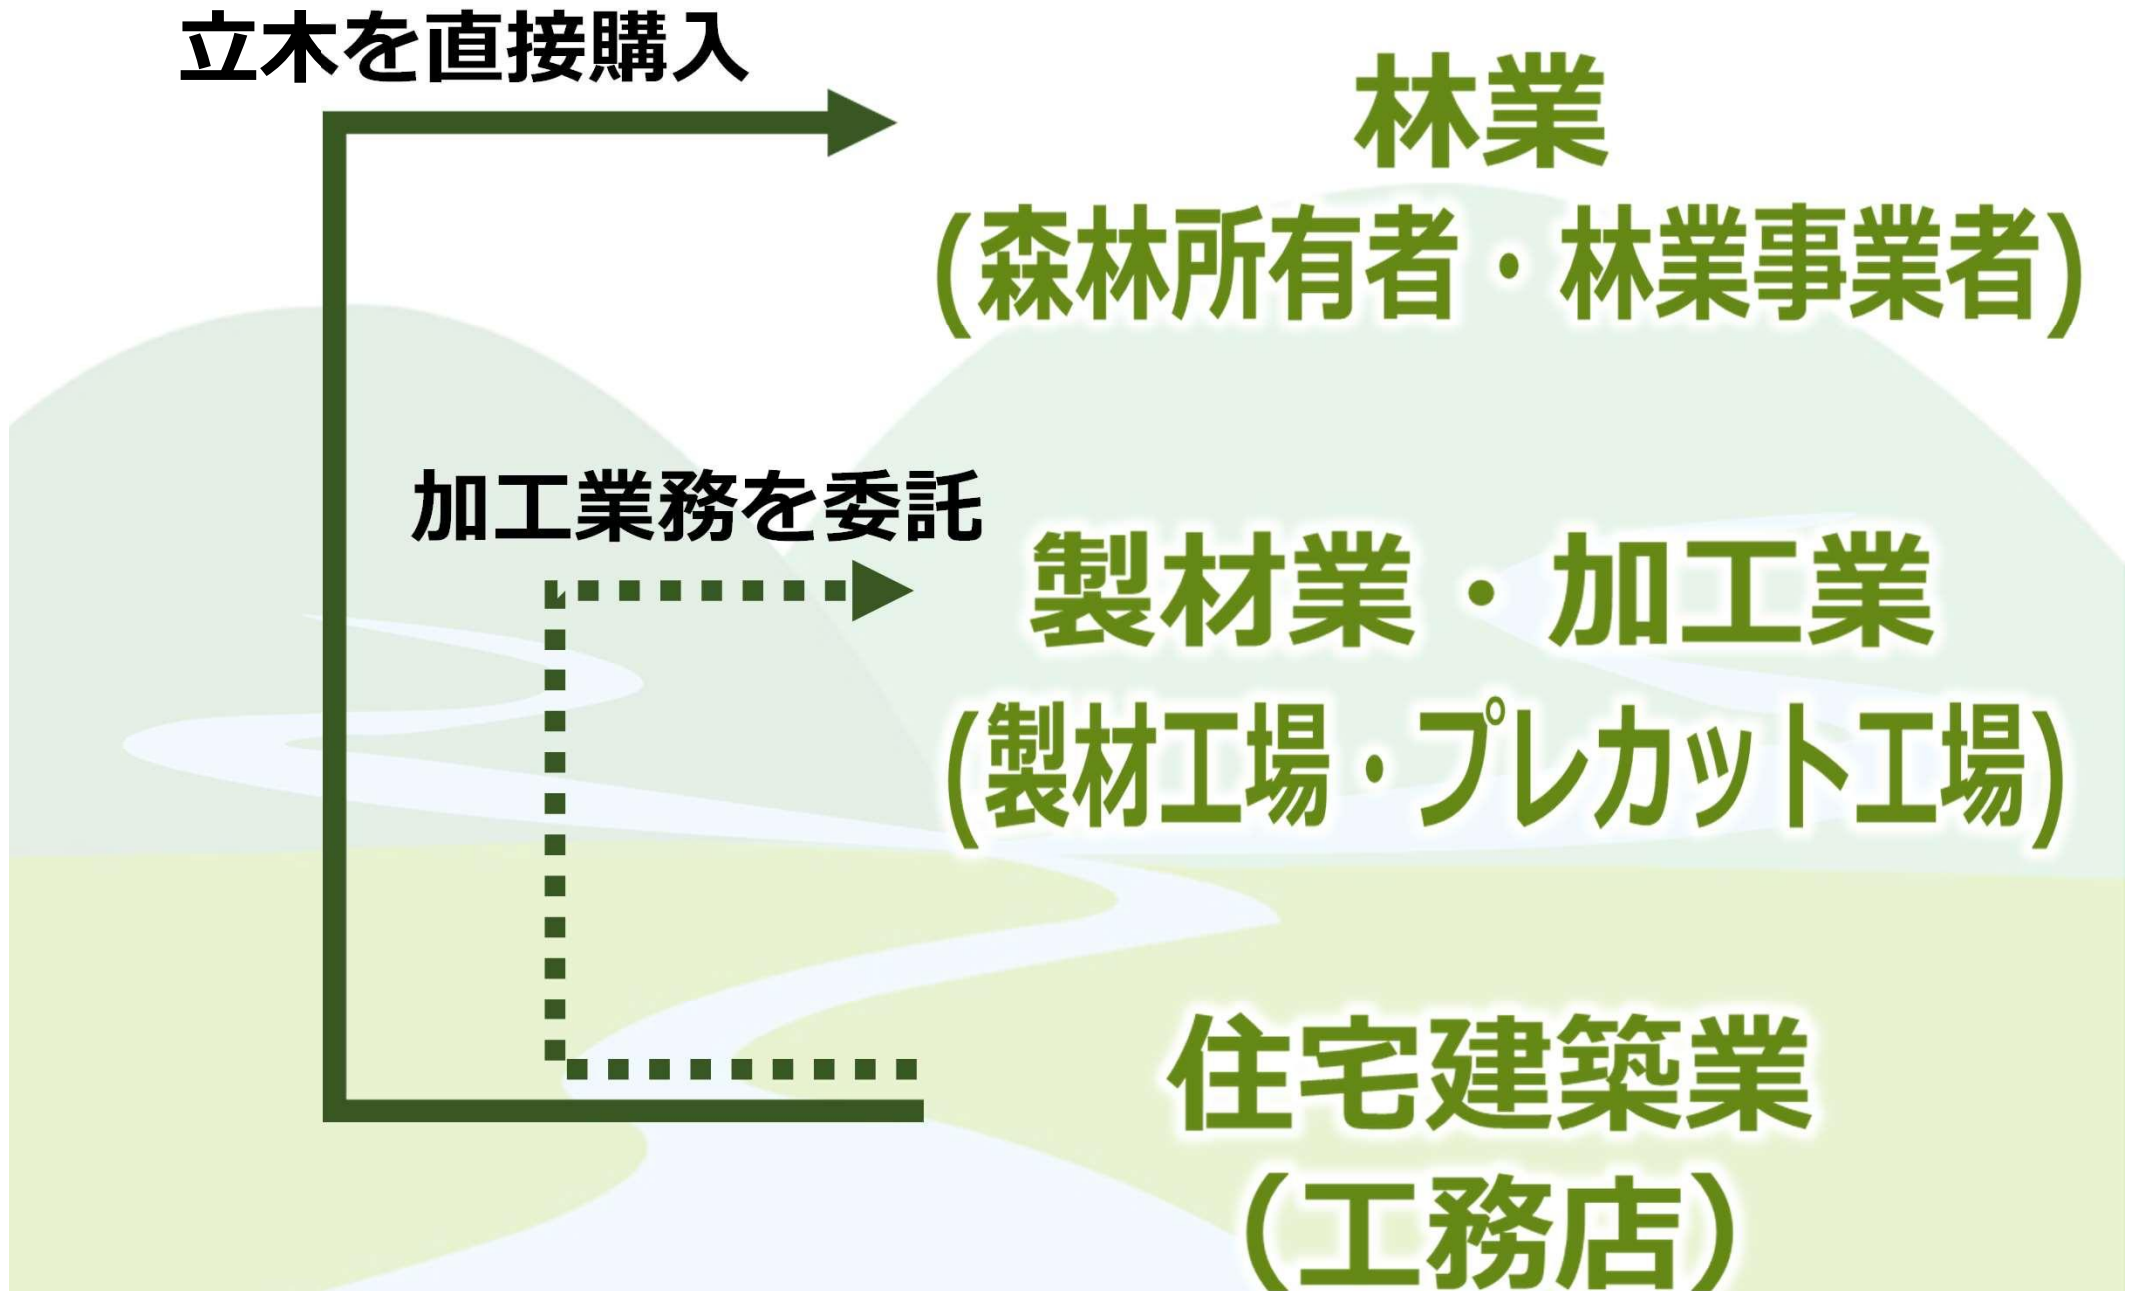 立木を直接購入
林業
(森林所有者・林業事業者)
加工業務を委託
製材業・加工業
(製材工場・プレカット工場)
住宅建築業
（工務店）